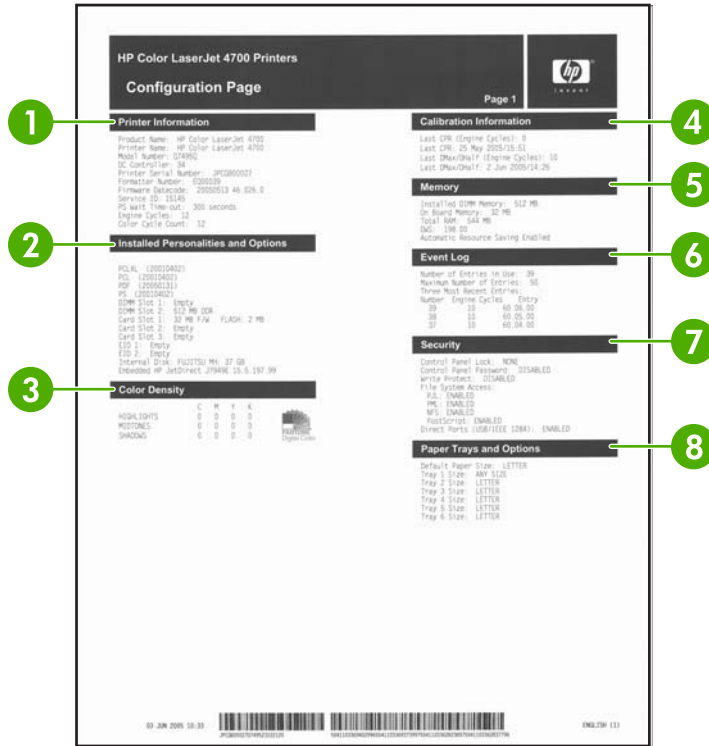 HP Color LaserJet 4700 Printers
Configuration Page
Page 1
hp
invent
1
Printer Information
Product Name: HP Color LaserJet 4700
Printer Name: HP Color LaserJet 4700
Model Number: Q7495Q
DC Controller: 34
Printer Serial Number: JPCGB00027
Formatter Number: EQ00039
Firmware Datecode: 20050513 46.026.0
Service ID: 15145
PS Wait Time-out: 300 seconds
Engine Cycles: 12
Color Cycle Count: 12
2
Installed Personalities and Options
PCLXL (20010402)
PCL (20010402)
PDF (20050131)
PS (20010402)
DIMM Slot 1: Empty
DIMM Slot 2: 512 MB DDR
Card Slot 1: 32 MB F/W FLASH: 2 MB
Card Slot 2: Empty
Card Slot 3: Empty
EIO 1: Empty
EIO 2: Empty
Internal Disk: FUJITSU MH: 37 GB
Embedded HP JetDirect J7949E 15.5.197.99
3
Color Density
C M Y K
HIGHLIGHTS 0 0 0 0
MIDTONES 0 0 0 0
SHADOWS 0 0 0 0
PANTONE
Digital Color
4
Calibration Information
Last CPR (Engine Cycles): 0
Last CPR: 25 May 2005/15:51
Last DMax/DHalf (Engine Cycles): 10
Last DMax/DHalf: 2 Jun 2005/14:26
5
Memory
Installed DIMM Memory: 512 MB
On Board Memory: 32 MB
Total RAM: 544 MB
DWS: 198.00
Automatic Resource Saving Enabled
6
Event Log
Number of Entries in Use: 39
Maximum Number of Entries: 50
Three Most Recent Entries:
Number Engine Cycles Entry
39 10 60.06.00
38 10 60.05.00
37 10 60.04.00
7
Security
Control Panel Lock: NONE
Control Panel Password: DISABLED
Write Protect: DISABLED
File System Access:
PJL: ENABLED
PML: ENABLED
NFS: ENABLED
PostScript: ENABLED
Direct Ports (USB/IEEE 1284): ENABLED
8
Paper Trays and Options
Default Paper Size: LETTER
Tray 1 Size: ANY SIZE
Tray 2 Size: LETTER
Tray 3 Size: LETTER
Tray 4 Size: LETTER
Tray 5 Size: LETTER
Tray 6 Size: LETTER
03 JUN 2005 10:33
ENGLISH (1)